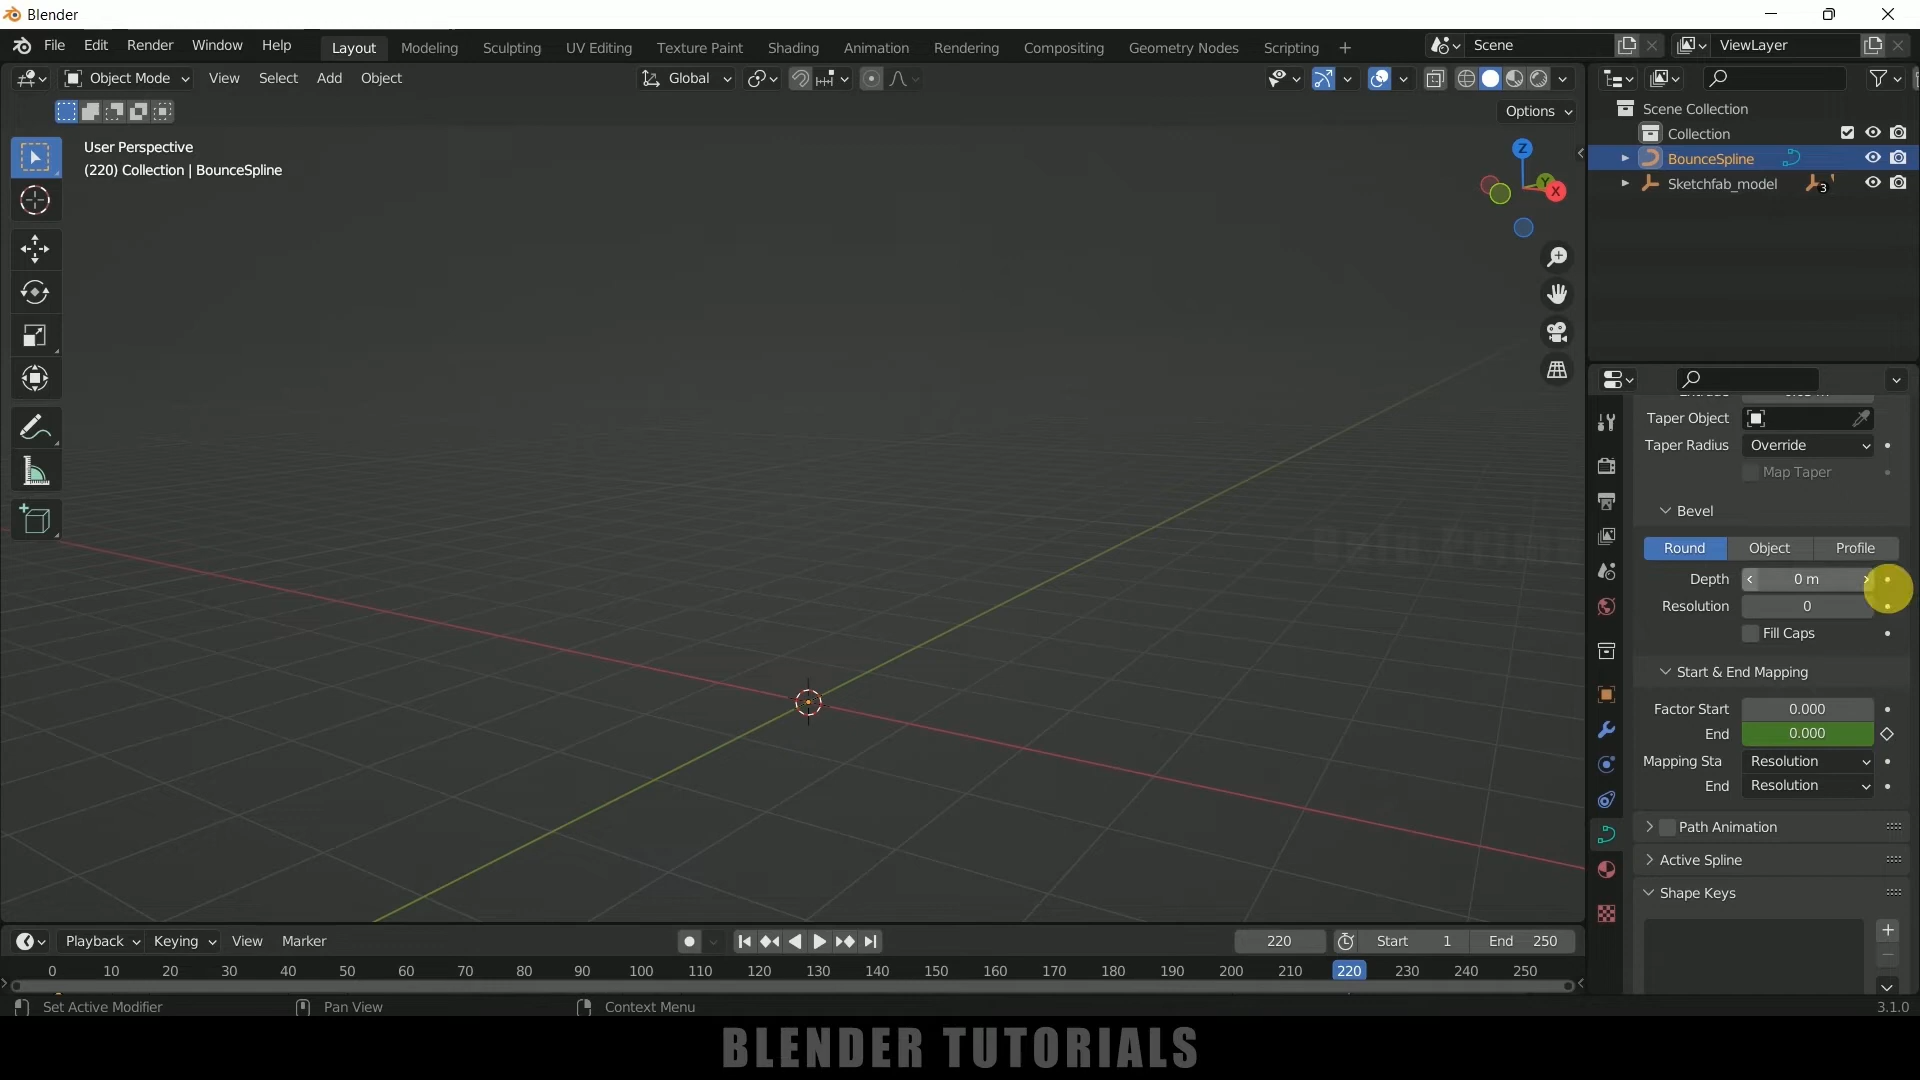 Blender
File Edit Render Window Help Layout Modeling Sculpting UV Editing Texture Paint Shading Animation Rendering Compositing Geometry Nodes Scripting + Scene ViewLayer
Object Mode View Select Add Object Global
Options
User Perspective
(220) Collection | BounceSpline
Z
Y
X
Scene Collection
Collection
BounceSpline
Sketchfab_model 3
Taper Object
Taper Radius Override
Map Taper
Bevel
Round Object Profile
Depth 0 m
Resolution 0
Fill Caps
Start & End Mapping
Factor Start 0.000
End 0.000
Mapping Sta Resolution
End Resolution
Path Animation
Active Spline
Shape Keys
Playback Keying View Marker 220 Start 1 End 250
0 10 20 30 40 50 60 70 80 90 100 110 120 130 140 150 160 170 180 190 200 210 220 230 240 250
Set Active Modifier Pan View Context Menu 3.1.0
BLENDER TUTORIALS